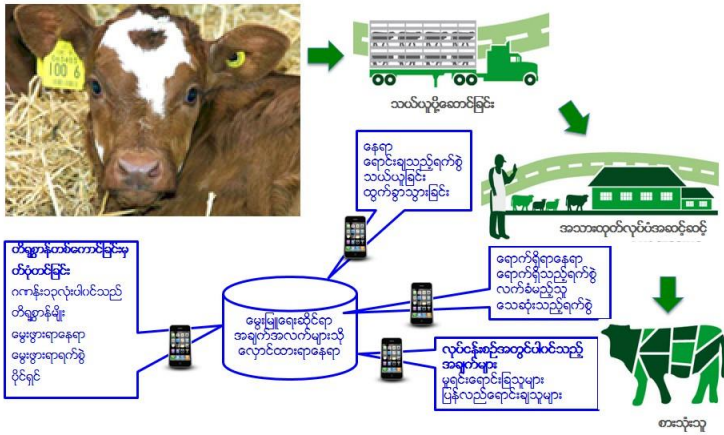 100 6
သယ်ယူပို့ဆောင်ခြင်း
နေရာ
ရောင်းချသည့်ရက်စွဲ
သယ်ယူခြင်း
ထွက်ခွာသွားခြင်း
အသားထုတ်လုပ်ပုံအဆင့်ဆင့်
တိရစ္ဆာန်တစ်ကောင်ခြင်းမှ
တ်ပုံတင်ခြင်း
ဂဏန်း၁၃လုံးပါဝင်သည်
တိရစ္ဆာန်မျိုး
မွေးဖွားရာနေရာ
မွေးဖွားရာရက်စွဲ
ပိုင်ရှင်
မွေးမြူရေးဆိုင်ရာ
အချက်အလက်များသို
လှောင်ထားရာနေရာ
ရောက်ရှိရာနေရာ
ရောက်ရှိသည့်ရက်စွဲ
လက်ခံမည့်သူ
သေဆုံးသည့်ရက်စွဲ
လုပ်ငန်းစဉ်အတွင်ပါဝင်သည့်
အချက်များ
မူရင်းရောင်းခြသူများ
ပြန်လည်ရောင်းချသူများ
စားသုံးသူ